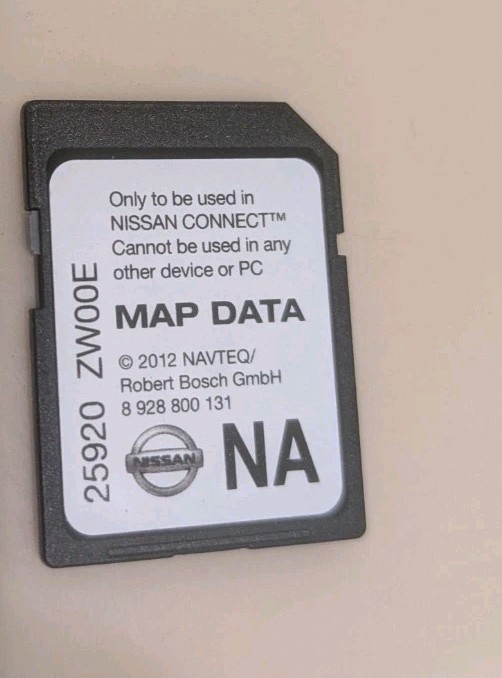 Only to be used in
NISSAN CONNECT™
Cannot be used in any
other device or PC
MAP DATA
© 2012 NAVTEQ/
Robert Bosch GmbH
8 928 800 131
NISSAN
NA
25920 ZW00E